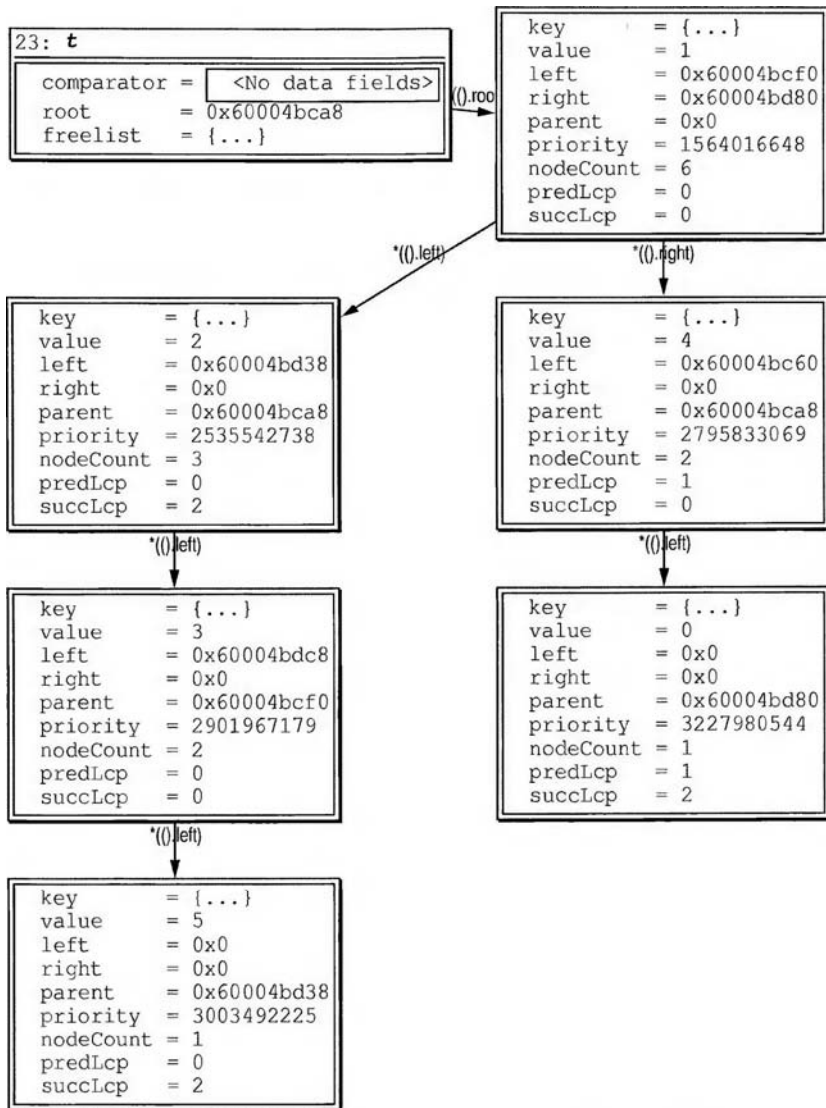 23: t
comparator = <No data fields>
root = 0x60004bca8
freelist = {...}
(().roo
key = {...}
value = 1
left = 0x60004bcf0
right = 0x60004bd80
parent = 0x0
priority = 1564016648
nodeCount = 6
predLcp = 0
succLcp = 0
*(().left)
*(().right)
key = {...}
value = 2
left = 0x60004bd38
right = 0x0
parent = 0x60004bca8
priority = 2535542738
nodeCount = 3
predLcp = 0
succLcp = 2
key = {...}
value = 4
left = 0x60004bc60
right = 0x0
parent = 0x60004bca8
priority = 2795833069
nodeCount = 2
predLcp = 1
succLcp = 0
*(().left)
*(().left)
key = {...}
value = 3
left = 0x60004bdc8
right = 0x0
parent = 0x60004bcf0
priority = 2901967179
nodeCount = 2
predLcp = 0
succLcp = 0
key = {...}
value = 0
left = 0x0
right = 0x0
parent = 0x60004bd80
priority = 3227980544
nodeCount = 1
predLcp = 1
succLcp = 2
*(().left)
key = {...}
value = 5
left = 0x0
right = 0x0
parent = 0x60004bd38
priority = 3003492225
nodeCount = 1
predLcp = 0
succLcp = 2